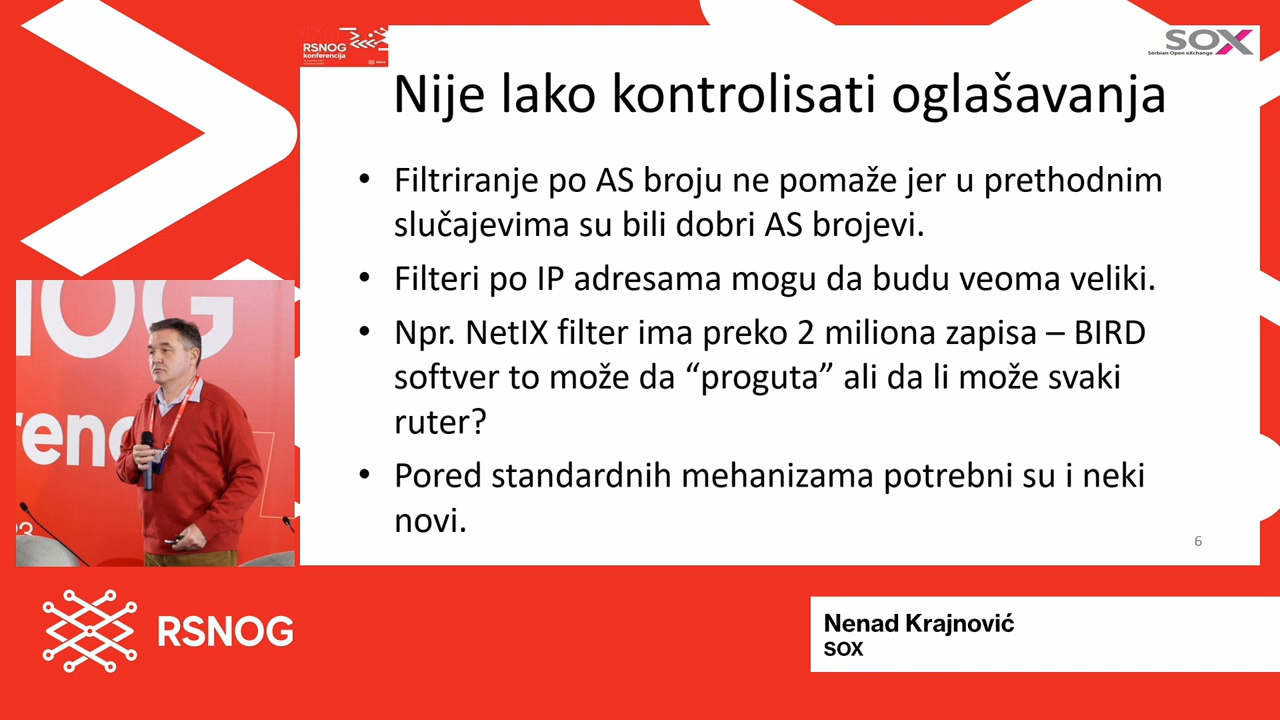 RSNOG
konferencija
SOX
Serbian Open eXchange
Nije lako kontrolisati oglašavanja
• Filtriranje po AS broju ne pomaže jer u prethodnim
slučajevima su bili dobri AS brojevi.
• Filteri po IP adresama mogu da budu veoma veliki.
• Npr. NetIX filter ima preko 2 miliona zapisa – BIRD
softver to može da “proguta” ali da li može svaki
ruter?
• Pored standardnih mehanizama potrebni su i neki
novi.
6
RSNOG
Nenad Krajnović
SOX